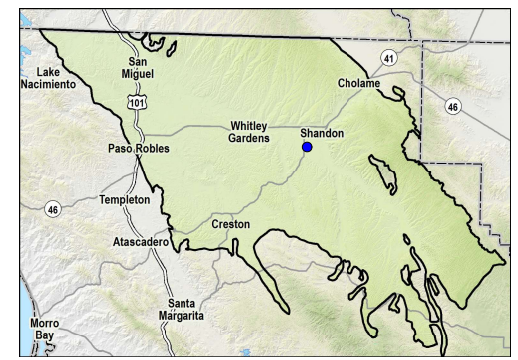 San
Miguel
41
Lake
Nacimiento
Cholame
101
46
Whitley
Gardens
Shandon
Paso Robles
Templeton
46
Creston
Atascadero
Santa
Margarita
Morro
Bay